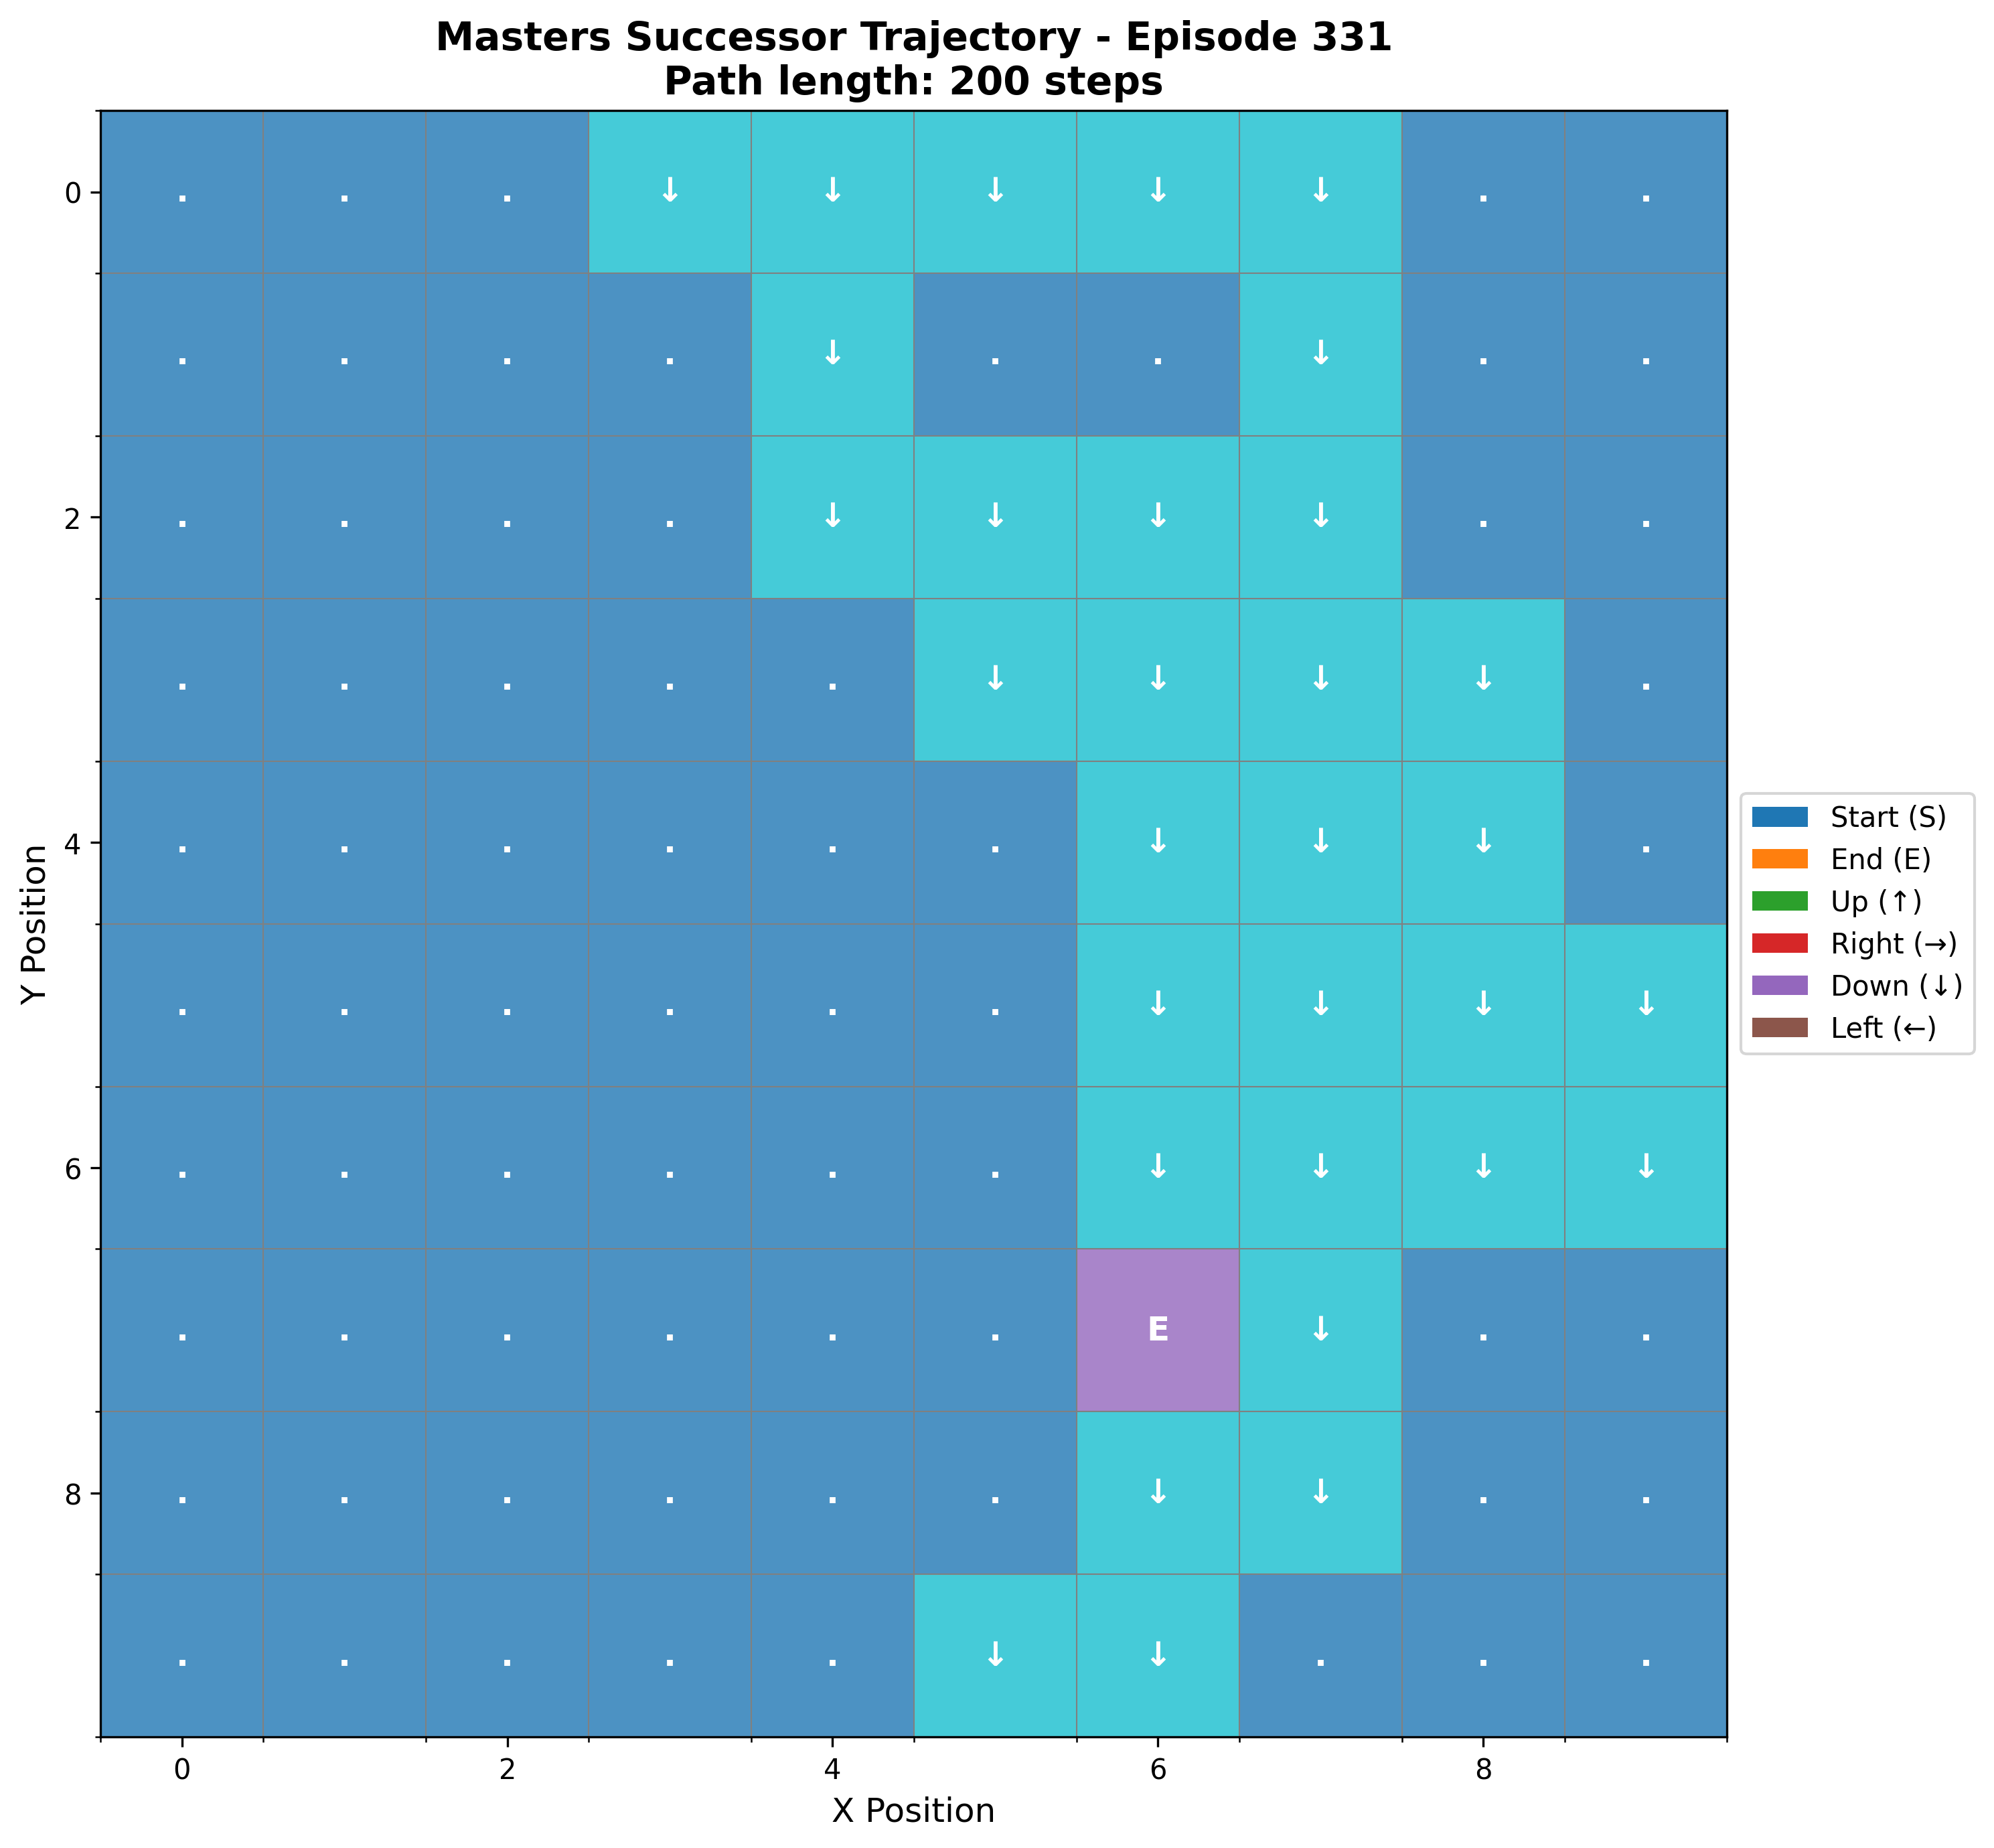 Masters Successor Trajectory - Episode 331
Path length: 200 steps
0 . . . ↓ ↓ ↓ ↓ ↓ . .
. . . . ↓ . . ↓ . .
2 . . . . ↓ ↓ ↓ ↓ . .
. . . . . ↓ ↓ ↓ ↓ .
4 . . . . . . ↓ ↓ ↓ .
. . . . . . ↓ ↓ ↓ ↓
6 . . . . . . ↓ ↓ ↓ ↓
. . . . . . E ↓ . .
8 . . . . . . ↓ ↓ . .
. . . . . ↓ ↓ . . .
0 2 4 6 8
X Position
Y Position
Start (S)
End (E)
Up (↑)
Right (→)
Down (↓)
Left (←)